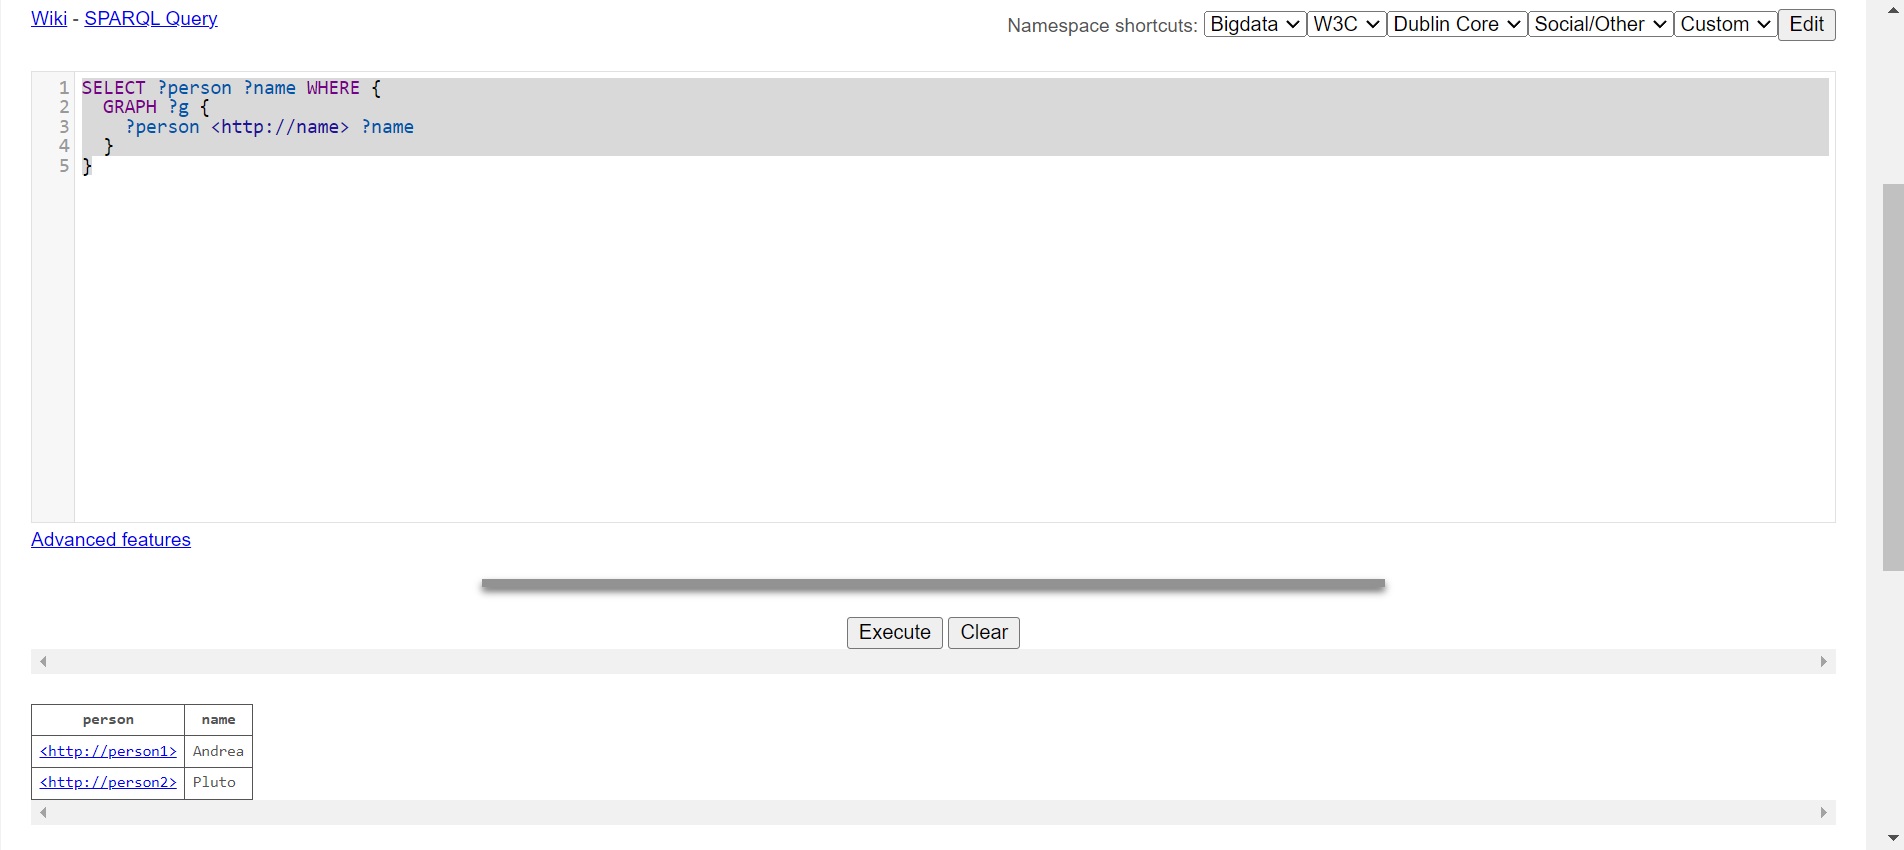 Wiki - SPARQL Query
Namespace shortcuts: Bigdata W3C Dublin Core Social/Other Custom Edit
1 SELECT ?person ?name WHERE {
2   GRAPH ?g {
3     ?person <http://name> ?name
4   }
5 }
Advanced features
Execute Clear
person name
<http://person1> Andrea
<http://person2> Pluto